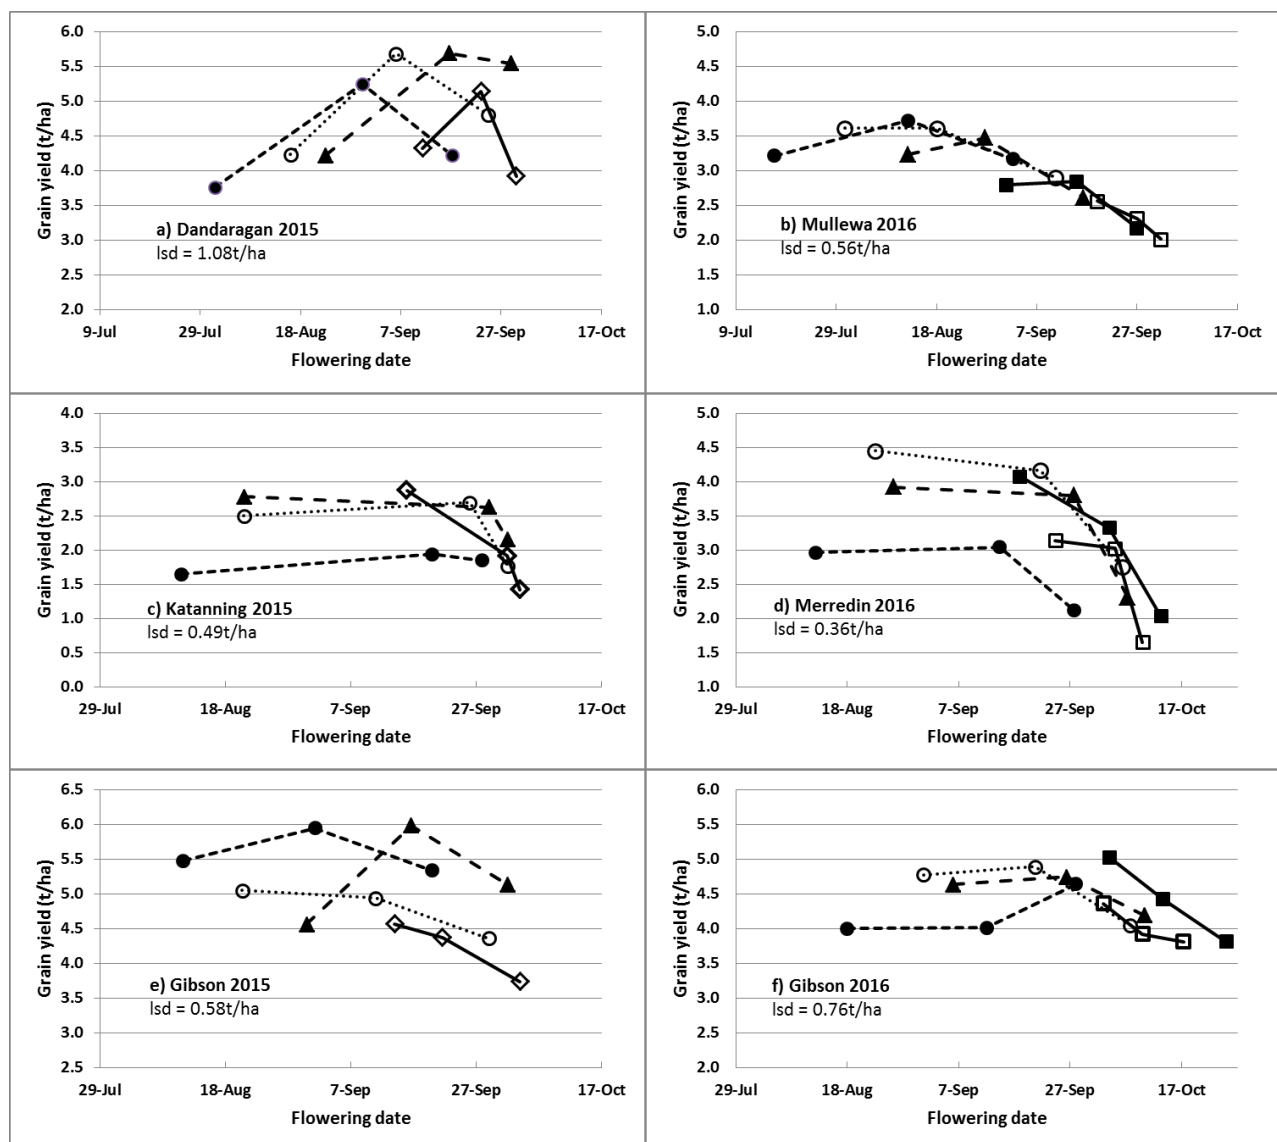 6.0
5.5
5.0
4.5
4.0
3.5
3.0
2.5
2.0
Grain yield (t/ha)
a) Dandaragan 2015
lsd = 1.08t/ha
9-Jul 29-Jul 18-Aug 7-Sep 27-Sep 17-Oct
Flowering date
5.0
4.5
4.0
3.5
3.0
2.5
2.0
1.5
1.0
Grain yield (t/ha)
b) Mullewa 2016
lsd = 0.56t/ha
9-Jul 29-Jul 18-Aug 7-Sep 27-Sep 17-Oct
Flowering date
4.0
3.5
3.0
2.5
2.0
1.5
1.0
0.5
0.0
Grain yield (t/ha)
c) Katanning 2015
lsd = 0.49t/ha
29-Jul 18-Aug 7-Sep 27-Sep 17-Oct
Flowering date
5.0
4.5
4.0
3.5
3.0
2.5
2.0
1.5
1.0
Grain yield (t/ha)
d) Merredin 2016
lsd = 0.36t/ha
29-Jul 18-Aug 7-Sep 27-Sep 17-Oct
Flowering date
6.5
6.0
5.5
5.0
4.5
4.0
3.5
3.0
2.5
Grain yield (t/ha)
e) Gibson 2015
lsd = 0.58t/ha
29-Jul 18-Aug 7-Sep 27-Sep 17-Oct
Flowering date
6.0
5.5
5.0
4.5
4.0
3.5
3.0
2.5
2.0
Grain yield (t/ha)
f) Gibson 2016
lsd = 0.76t/ha
29-Jul 18-Aug 7-Sep 27-Sep 17-Oct
Flowering date